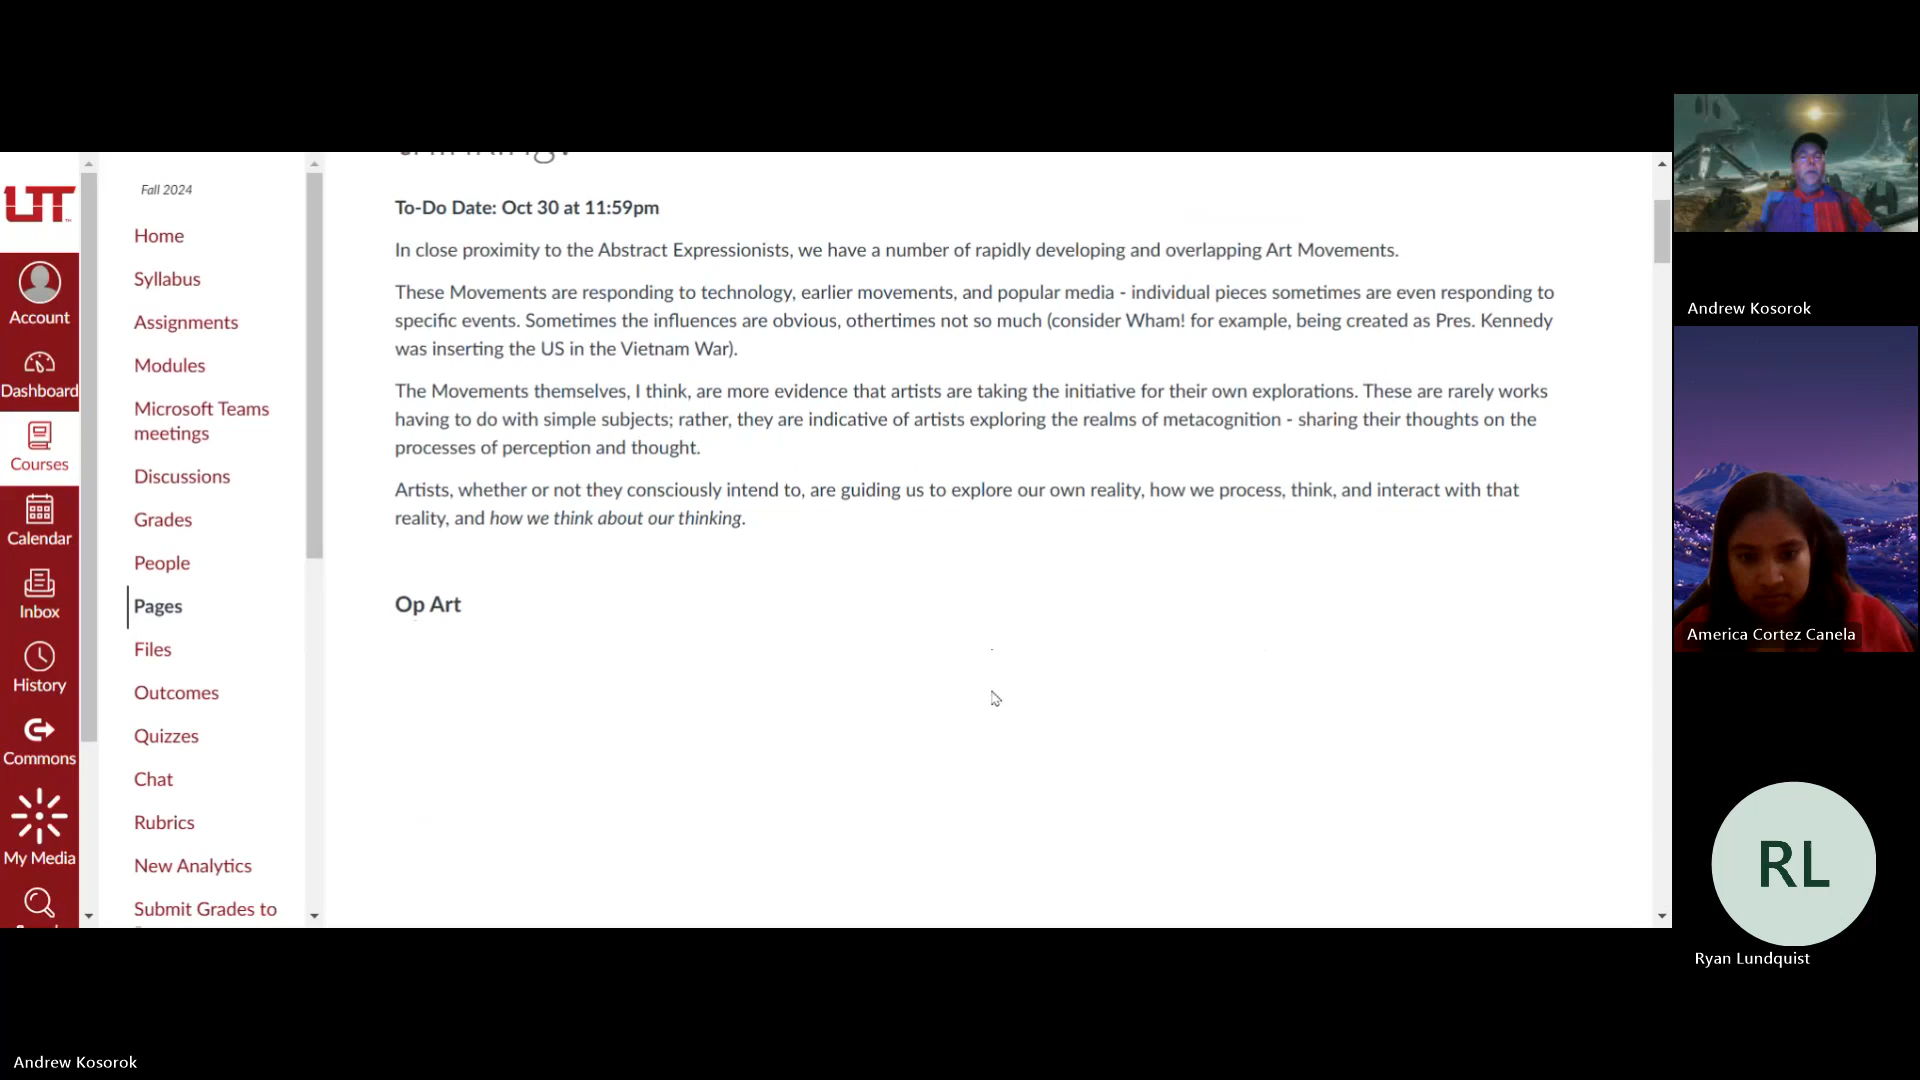 thinking?
Fall 2024
Home
Syllabus
Assignments
Modules
Microsoft Teams
meetings
Discussions
Grades
People
Pages
Files
Outcomes
Quizzes
Chat
Rubrics
New Analytics
Submit Grades to
UT
Account
Dashboard
Courses
Calendar
Inbox
History
Commons
My Media
To-Do Date: Oct 30 at 11:59pm
In close proximity to the Abstract Expressionists, we have a number of rapidly developing and overlapping Art Movements.
These Movements are responding to technology, earlier movements, and popular media - individual pieces sometimes are even responding to
specific events. Sometimes the influences are obvious, othertimes not so much (consider Wham! for example, being created as Pres. Kennedy
was inserting the US in the Vietnam War).
The Movements themselves, I think, are more evidence that artists are taking the initiative for their own explorations. These are rarely works
having to do with simple subjects; rather, they are indicative of artists exploring the realms of metacognition - sharing their thoughts on the
processes of perception and thought.
Artists, whether or not they consciously intend to, are guiding us to explore our own reality, how we process, think, and interact with that
reality, and how we think about our thinking.
Op Art
Andrew Kosorok
America Cortez Canela
RL
Ryan Lundquist
Andrew Kosorok